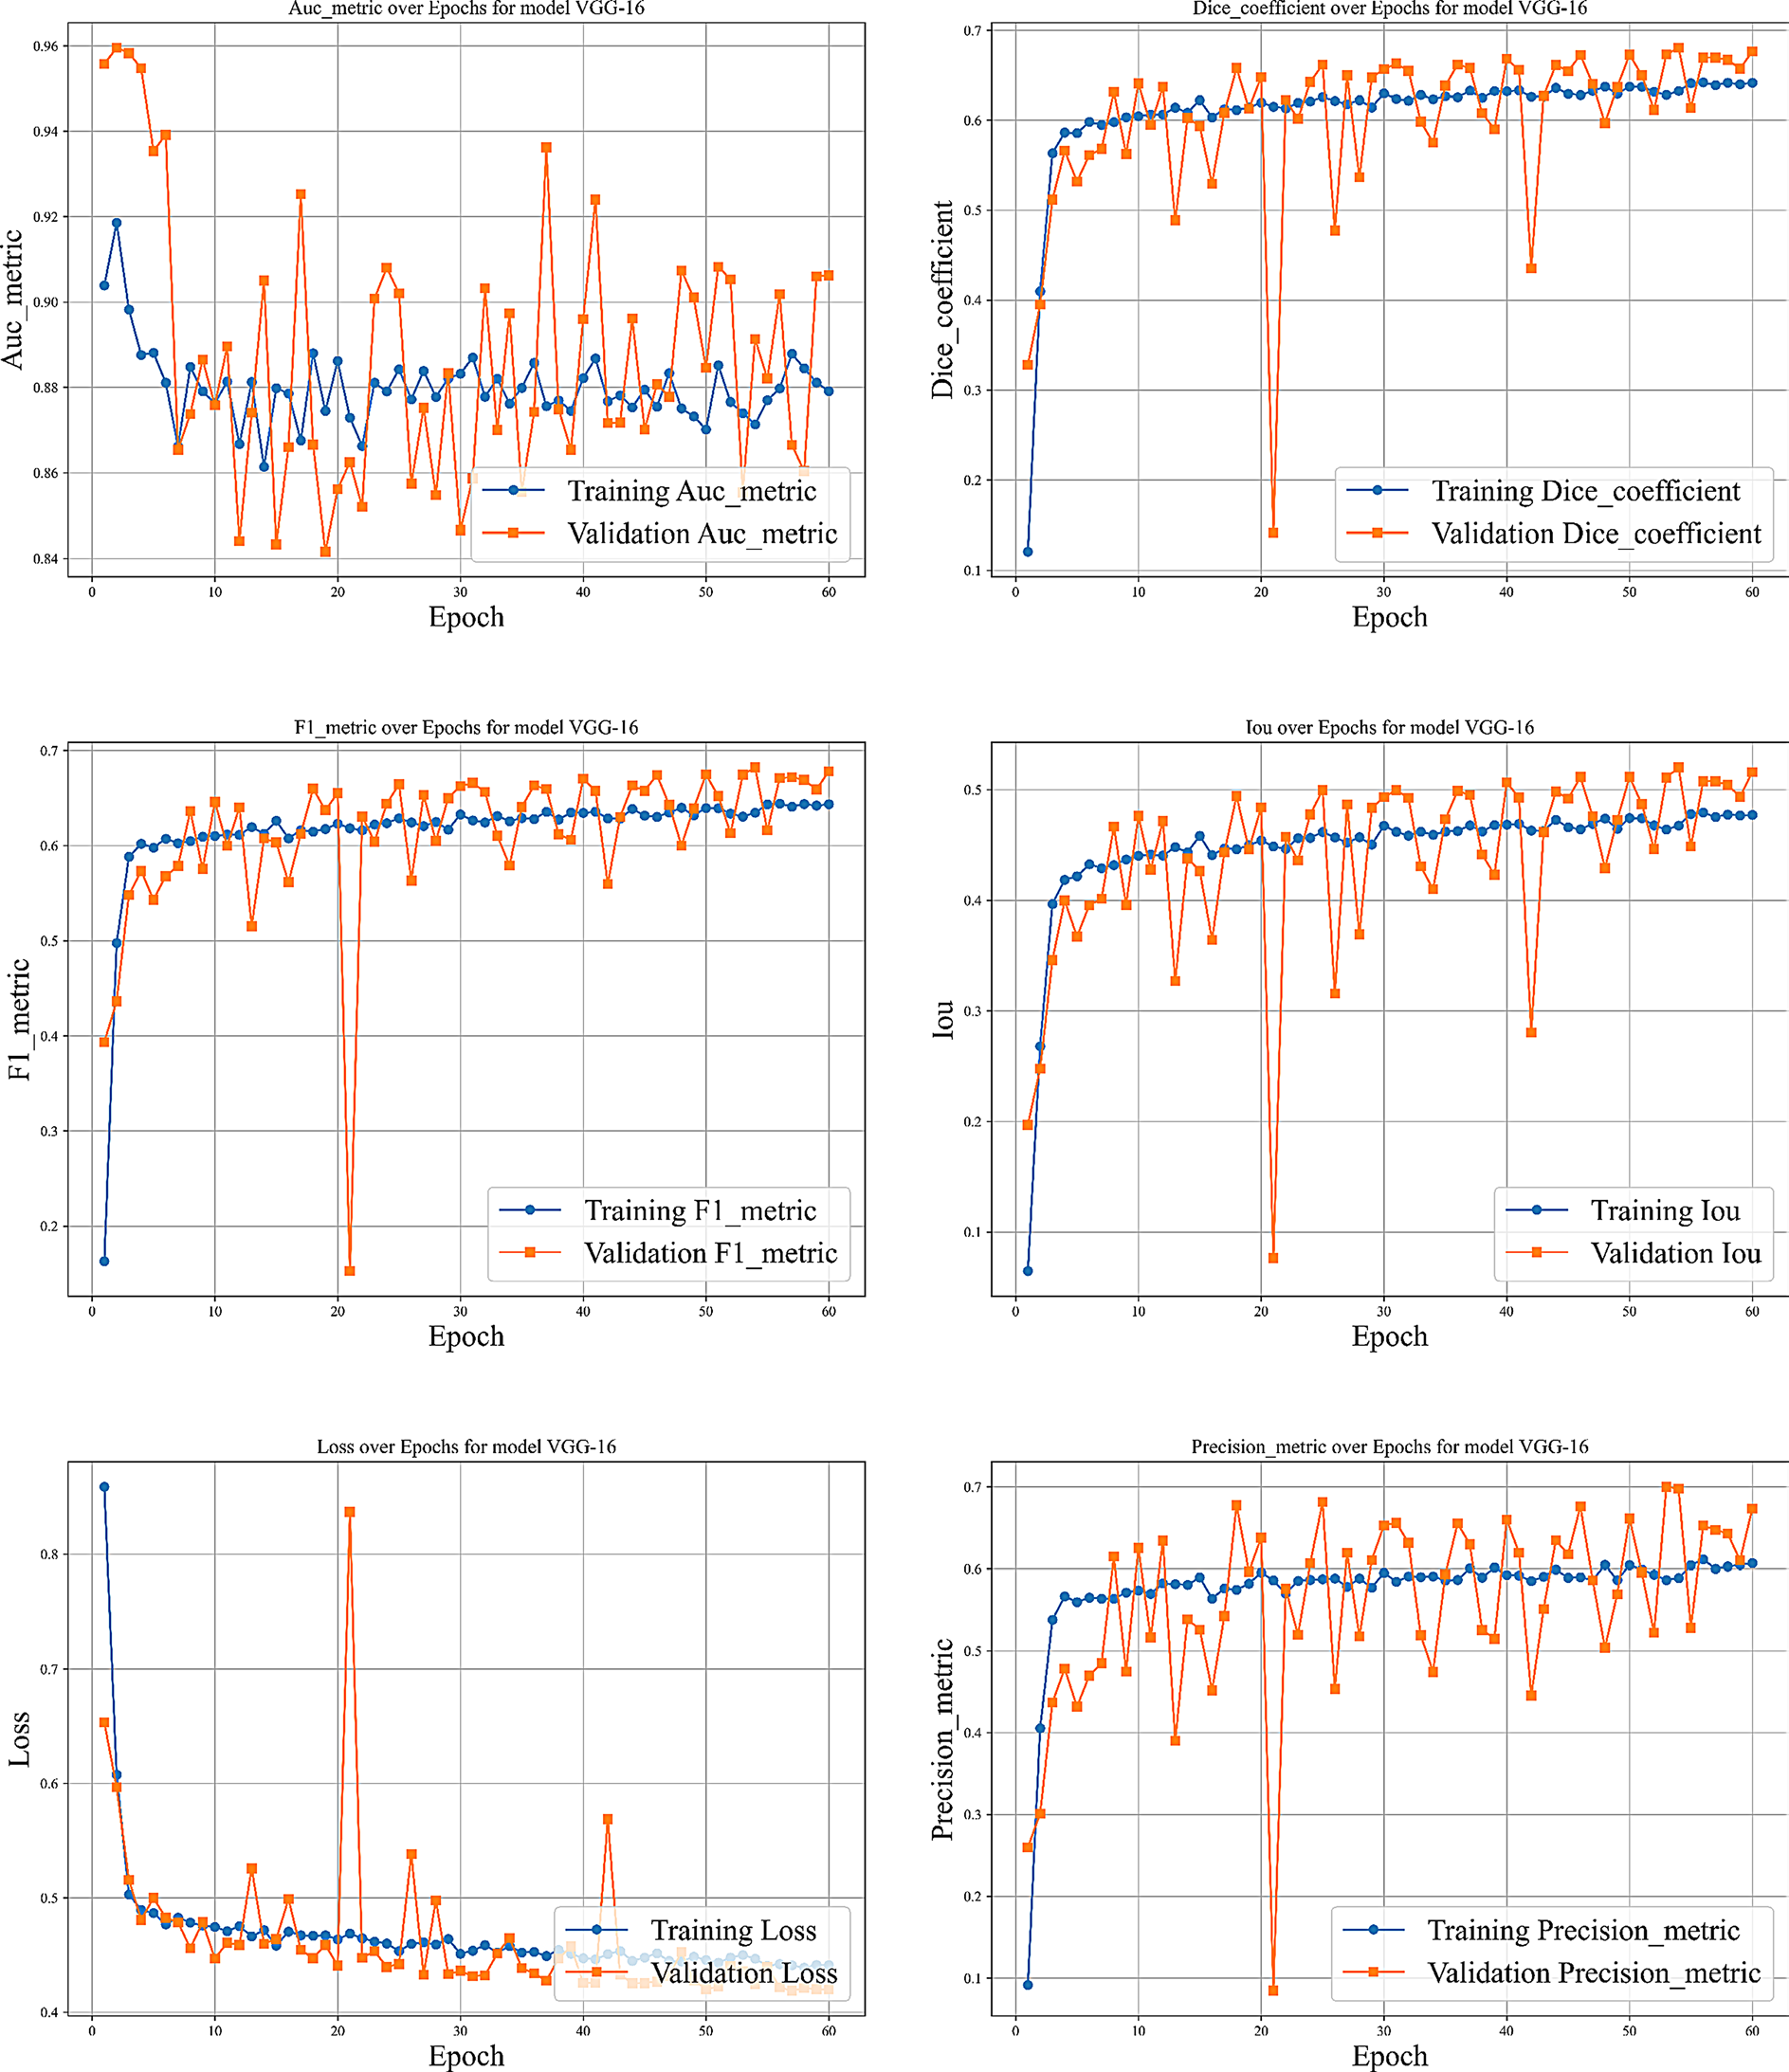 Auc_metric over Epochs for model VGG-16
0.96
0.94
0.92
0.90
0.88
0.86
0.84
Auc_metric
Training Auc_metric
Validation Auc_metric
0 10 20 30 40 50 60
Epoch
Dice_coefficient over Epochs for model VGG-16
0.7
0.6
0.5
0.4
0.3
0.2
0.1
Dice_coefficient
Training Dice_coefficient
Validation Dice_coefficient
0 10 20 30 40 50 60
Epoch
F1_metric over Epochs for model VGG-16
0.7
0.6
0.5
0.4
0.3
0.2
F1_metric
Training F1_metric
Validation F1_metric
0 10 20 30 40 50 60
Epoch
Iou over Epochs for model VGG-16
0.5
0.4
0.3
0.2
0.1
Iou
Training Iou
Validation Iou
0 10 20 30 40 50 60
Epoch
Loss over Epochs for model VGG-16
0.8
0.7
0.6
0.5
0.4
Loss
Training Loss
Validation Loss
0 10 20 30 40 50 60
Epoch
Precision_metric over Epochs for model VGG-16
0.7
0.6
0.5
0.4
0.3
0.2
0.1
Precision_metric
Training Precision_metric
Validation Precision_metric
0 10 20 30 40 50 60
Epoch